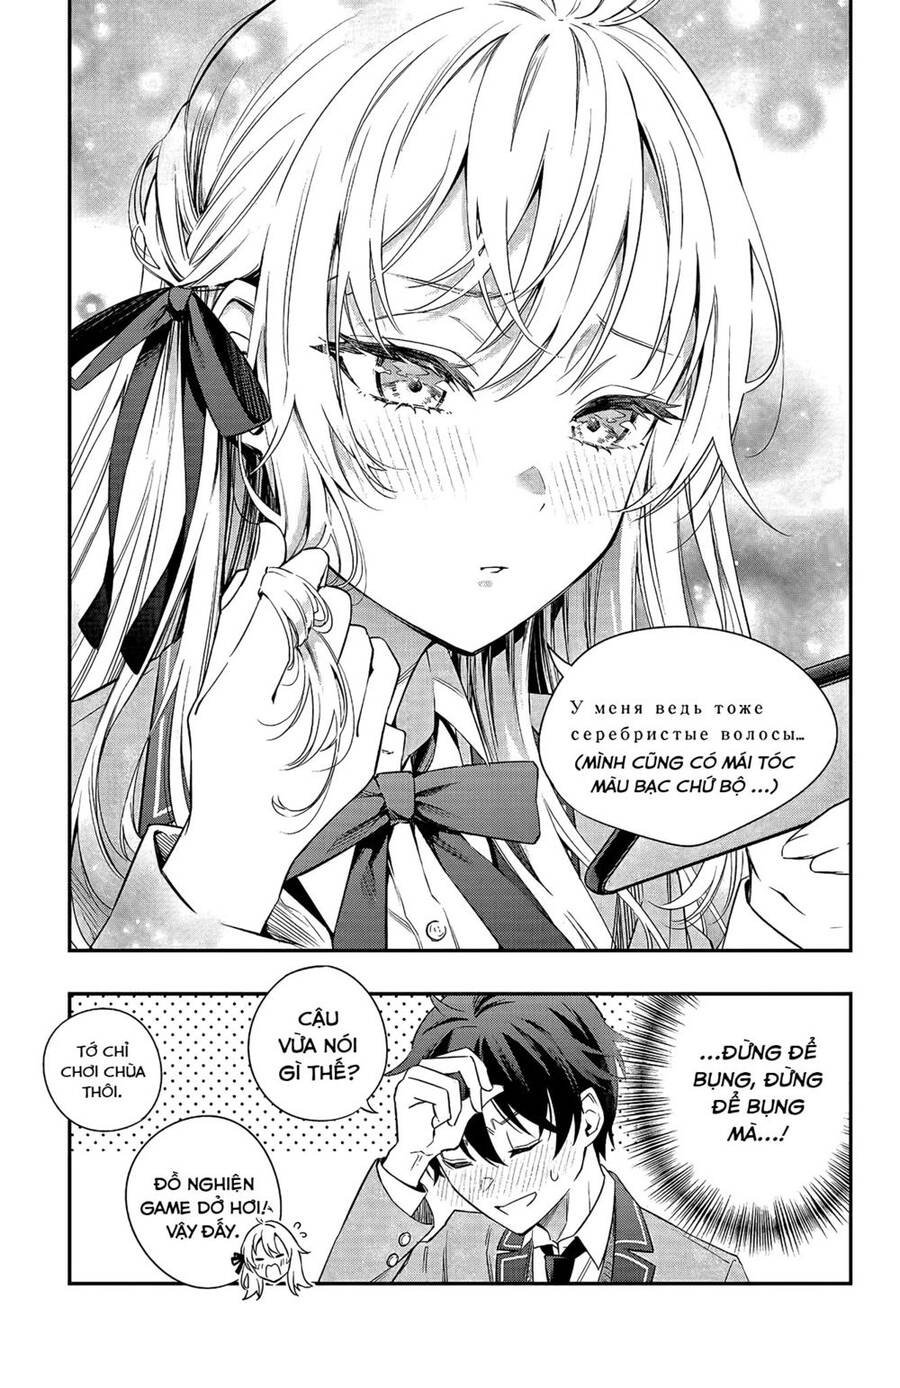 У меня ведь тоже
серебристые волосы...
(MÌNH CŨNG CÓ MÁI TÓC
MÀU BẠC CHỨ BỘ ...)
...ĐỪNG ĐỂ
BỤNG, ĐỪNG
ĐỂ BỤNG
MÀ...!
CẬU
VỪA NÓI
GÌ THẾ?
TỚ CHỈ
CHƠI CHÙA
THÔI.
ĐỒ NGHIỆN
GAME DỞ HƠI!
VẬY ĐẤY.